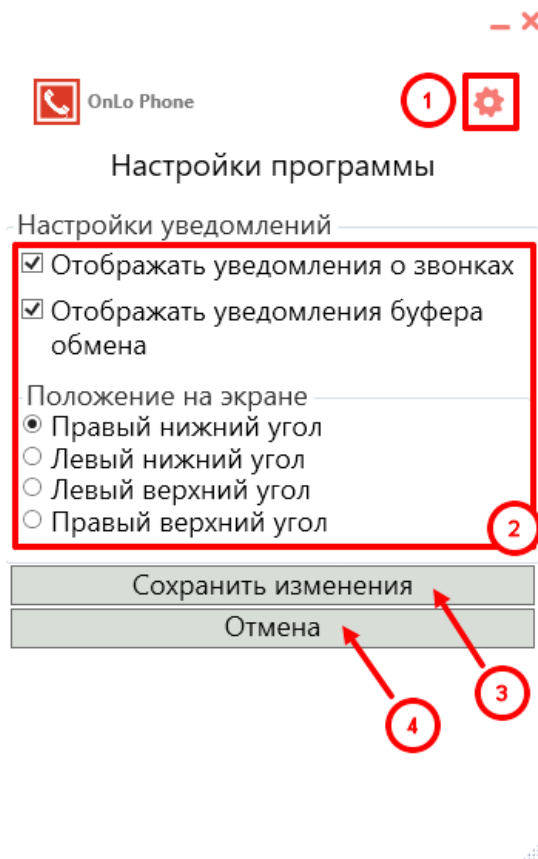 OnLo Phone
1
Настройки программы
Настройки уведомлений
Отображать уведомления о звонках
Отображать уведомления буфера
обмена
Положение на экране
Правый нижний угол
Левый нижний угол
Левый верхний угол
Правый верхний угол
2
Сохранить изменения
Отмена
3
4